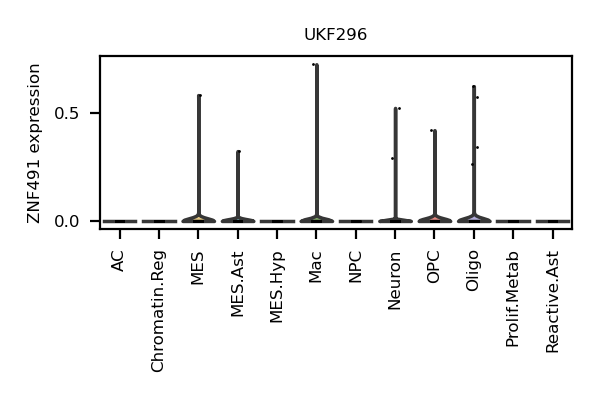 UKF296
ZNF491 expression
0.5
0.0
AC
Chromatin.Reg
MES
MES.Ast
MES.Hyp
Mac
NPC
Neuron
OPC
Oligo
Prolif.Metab
Reactive.Ast